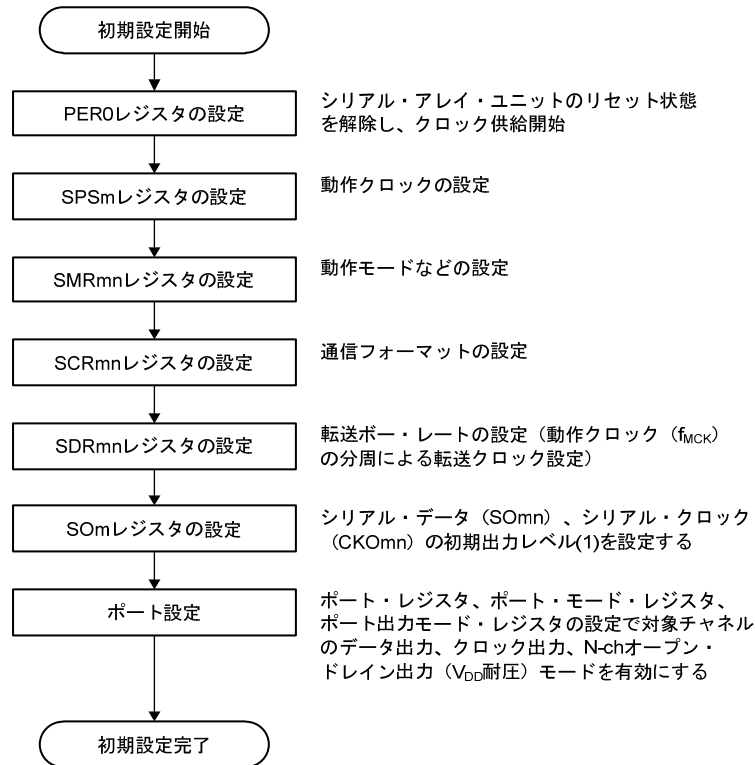 初期設定開始
PER0レジスタの設定
シリアル・アレイ・ユニットのリセット状態
を解除し、クロック供給開始
SPSmレジスタの設定
動作クロックの設定
SMRmnレジスタの設定
動作モードなどの設定
SCRmnレジスタの設定
通信フォーマットの設定
SDRmnレジスタの設定
転送ボー・レートの設定（動作クロック（fMCK）
の分周による転送クロック設定）
SOmレジスタの設定
シリアル・データ（SOmn）、シリアル・クロック
（CKOmn）の初期出力レベル(1)を設定する
ポート設定
ポート・レジスタ、ポート・モード・レジスタ、
ポート出力モード・レジスタの設定で対象チャネル
のデータ出力、クロック出力、N-chオープン・
ドレイン出力（VDD耐圧）モードを有効にする
初期設定完了